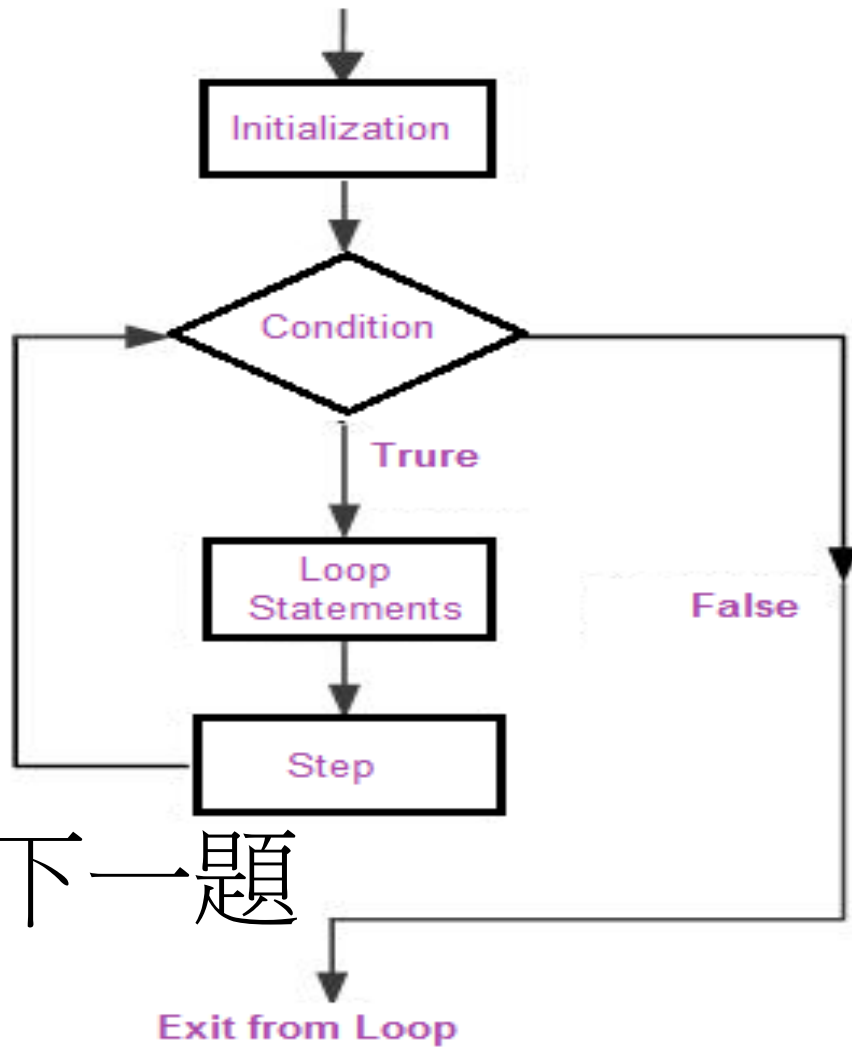 Initialization
Condition
Trure
Loop
Statements
False
Step
下一題
Exit from Loop